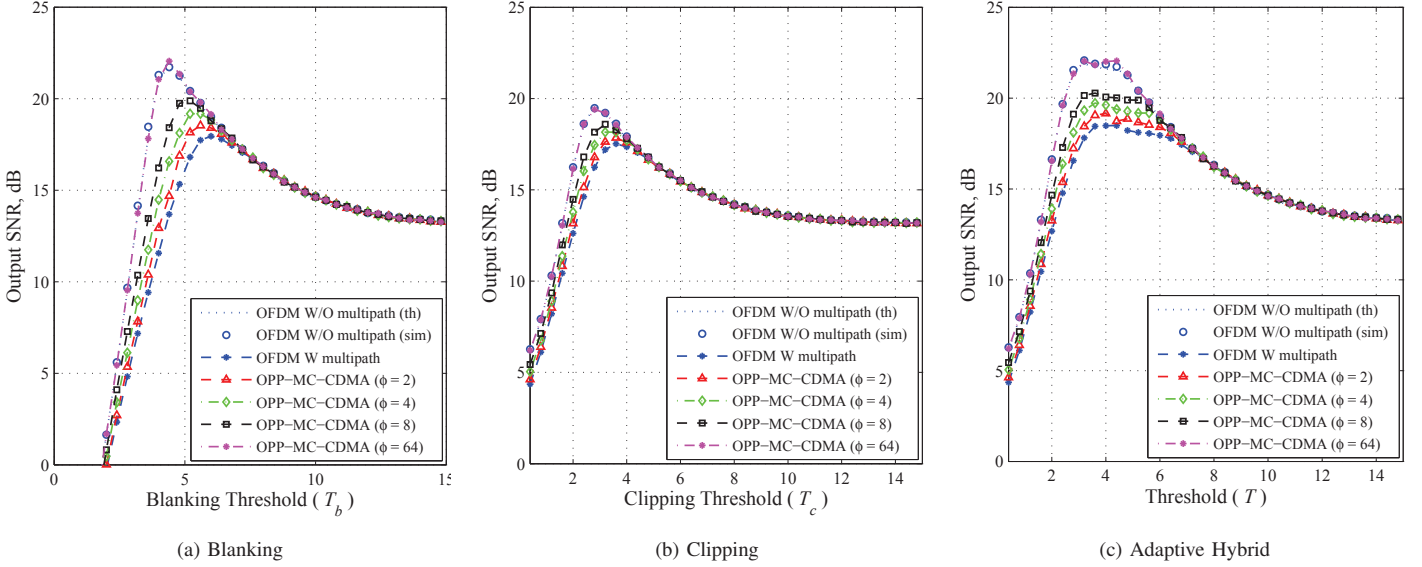 25
20
15
10
5
0
Output SNR, dB
0
5
10
15
Blanking Threshold ( T_b )
OFDM W/O multipath (th)
OFDM W/O multipath (sim)
OFDM W multipath
OPP−MC−CDMA (ϕ = 2)
OPP−MC−CDMA (ϕ = 4)
OPP−MC−CDMA (ϕ = 8)
OPP−MC−CDMA (ϕ = 64)
(a) Blanking
25
20
15
10
5
0
Output SNR, dB
0
2
4
6
8
10
12
14
Clipping Threshold ( T_c )
OFDM W/O multipath (th)
OFDM W/O multipath (sim)
OFDM W multipath
OPP−MC−CDMA (ϕ = 2)
OPP−MC−CDMA (ϕ = 4)
OPP−MC−CDMA (ϕ = 8)
OPP−MC−CDMA (ϕ = 64)
(b) Clipping
25
20
15
10
5
0
Output SNR, dB
2
4
6
8
10
12
14
Threshold ( T )
OFDM W/O multipath (th)
OFDM W/O multipath (sim)
OFDM W multipath
OPP−MC−CDMA (ϕ = 2)
OPP−MC−CDMA (ϕ = 4)
OPP−MC−CDMA (ϕ = 8)
OPP−MC−CDMA (ϕ = 64)
(c) Adaptive Hybrid